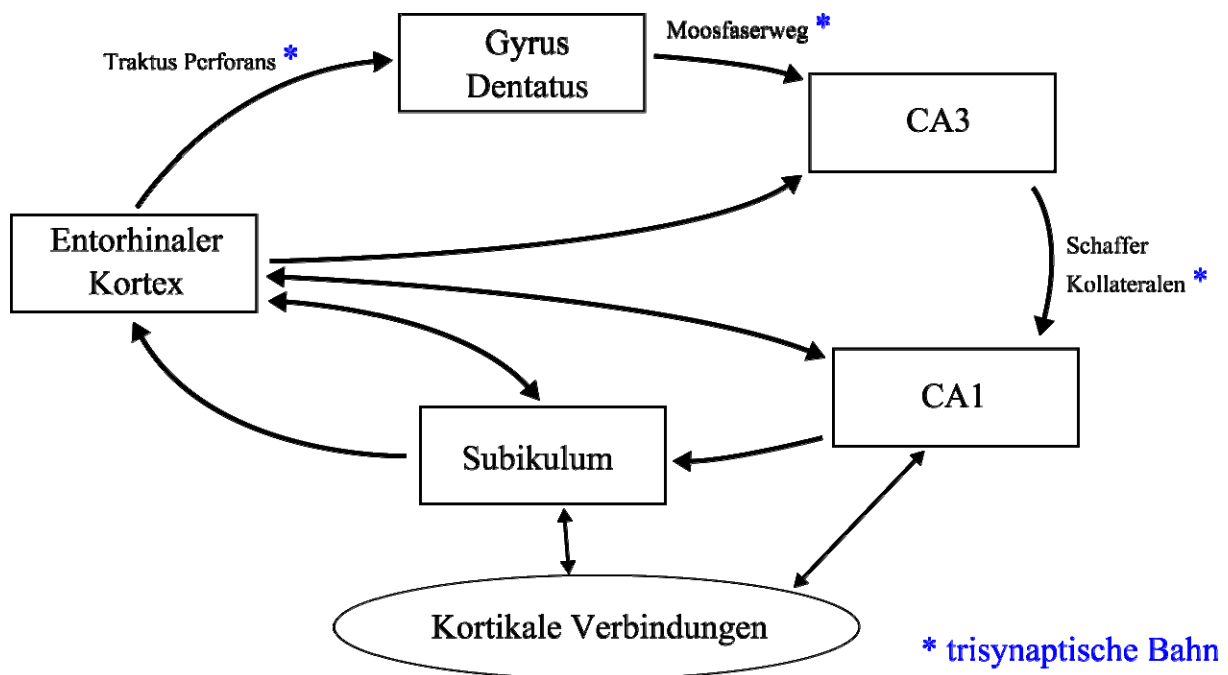 Traktus Perforans *
Gyrus
Dentatus
Moosfaserweg *
CA3
Entorhinaler
Kortex
Schaffer
Kollateralen *
CA1
Subikulum
Kortikale Verbindungen
* trisynaptische Bahn